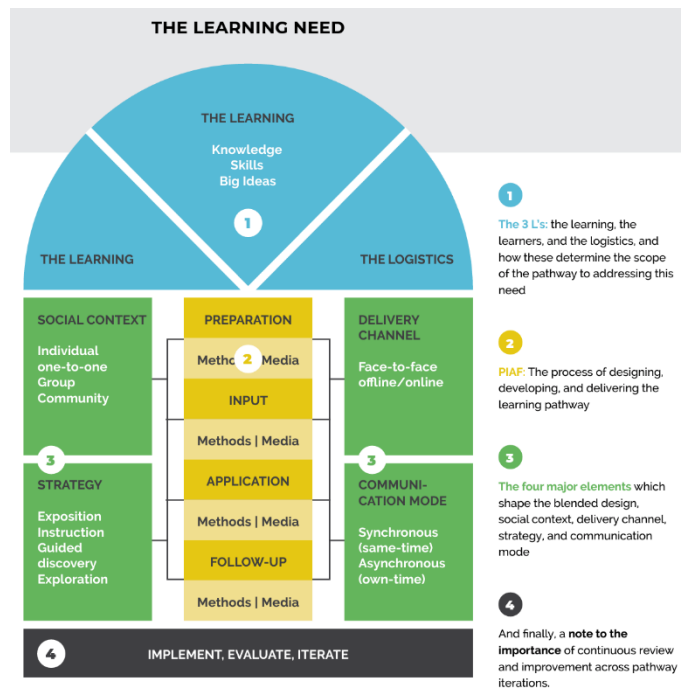 THE LEARNING NEED
THE LEARNING
Knowledge
Skills
Big Ideas
1
THE LEARNING
THE LOGISTICS
SOCIAL CONTEXT
Individual
one-to-one
Group
Community
3
STRATEGY
Exposition
Instruction
Guided
discovery
Exploration
PREPARATION
Metho 2 Media
INPUT
Methods | Media
APPLICATION
Methods | Media
FOLLOW-UP
Methods | Media
DELIVERY
CHANNEL
Face-to-face
offline/online
3
COMMUNI-
CATION MODE
Synchronous
(same-time)
Asynchronous
(own-time)
4
IMPLEMENT, EVALUATE, ITERATE
1
The 3 L's: the learning, the
learners, and the logistics, and
how these determine the scope
of the pathway to addressing this
need
2
PIAF: The process of designing,
developing, and delivering the
learning pathway
3
The four major elements which
shape the blended design,
social context, delivery channel,
strategy, and communication
mode
4
And finally, a note to the
importance of continuous review
and improvement across pathway
iterations.